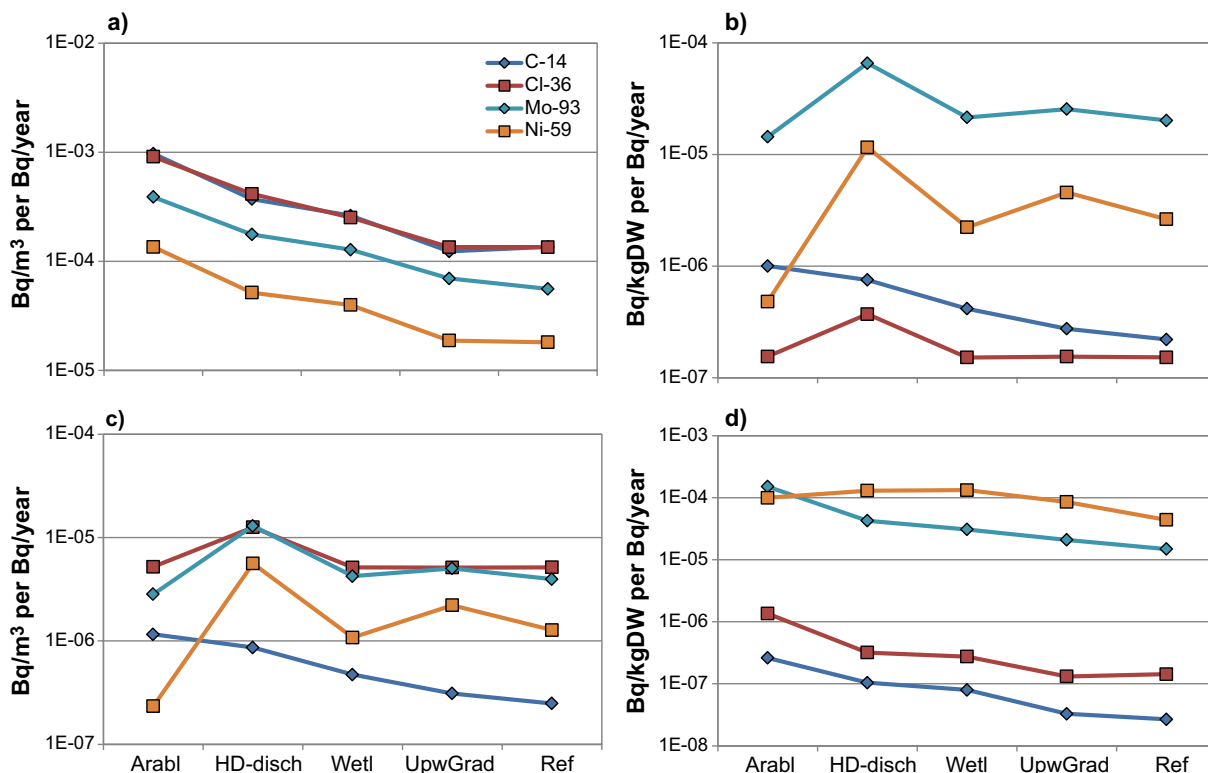 a)
1E-02
1E-03
1E-04
1E-05
Bq/m³ per Bq/year
C-14
Cl-36
Mo-93
Ni-59
b)
1E-04
1E-05
1E-06
1E-07
Bq/kgDW per Bq/year
c)
1E-04
1E-05
1E-06
1E-07
Bq/m³ per Bq/year
Arabl HD-disch Wetl UpwGrad Ref
d)
1E-03
1E-04
1E-05
1E-06
1E-07
1E-08
Bq/kgDW per Bq/year
Arabl HD-disch Wetl UpwGrad Ref